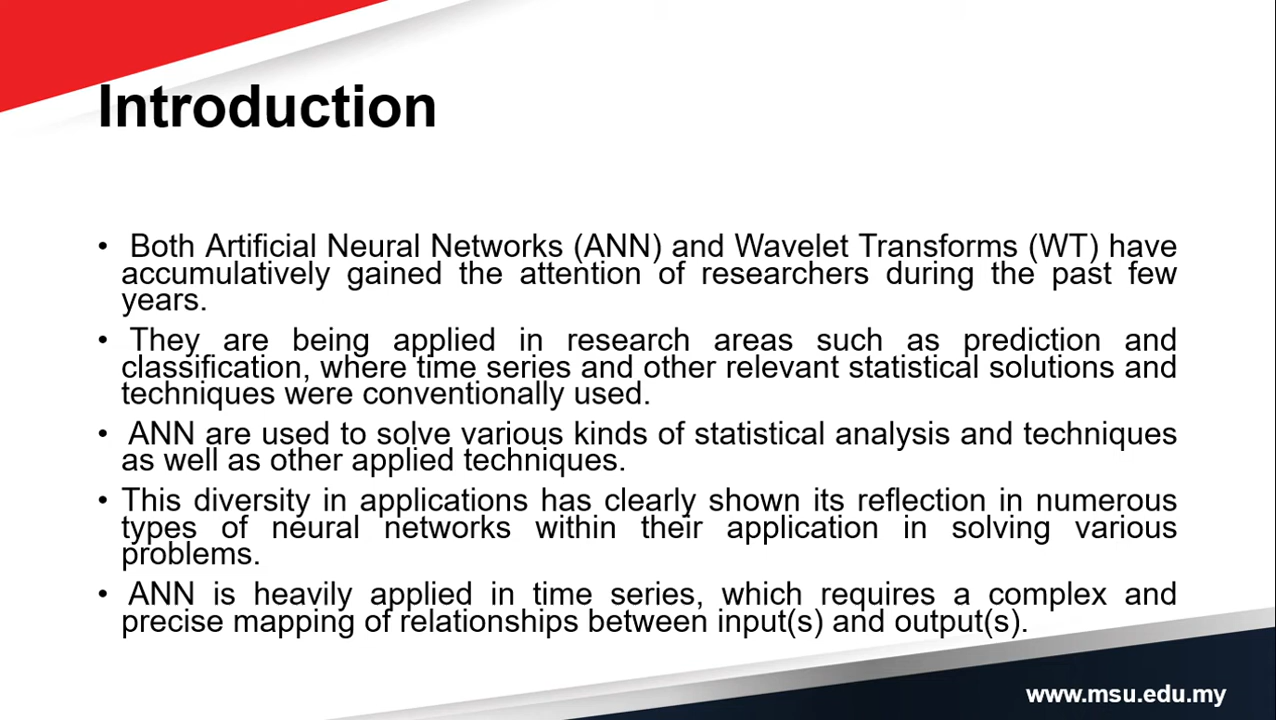 Introduction
• Both Artificial Neural Networks (ANN) and Wavelet Transforms (WT) have
accumulatively gained the attention of researchers during the past few
years.
• They are being applied in research areas such as prediction and
classification, where time series and other relevant statistical solutions and
techniques were conventionally used.
• ANN are used to solve various kinds of statistical analysis and techniques
as well as other applied techniques.
• This diversity in applications has clearly shown its reflection in numerous
types of neural networks within their application in solving various
problems.
• ANN is heavily applied in time series, which requires a complex and
precise mapping of relationships between input(s) and output(s).
www.msu.edu.my